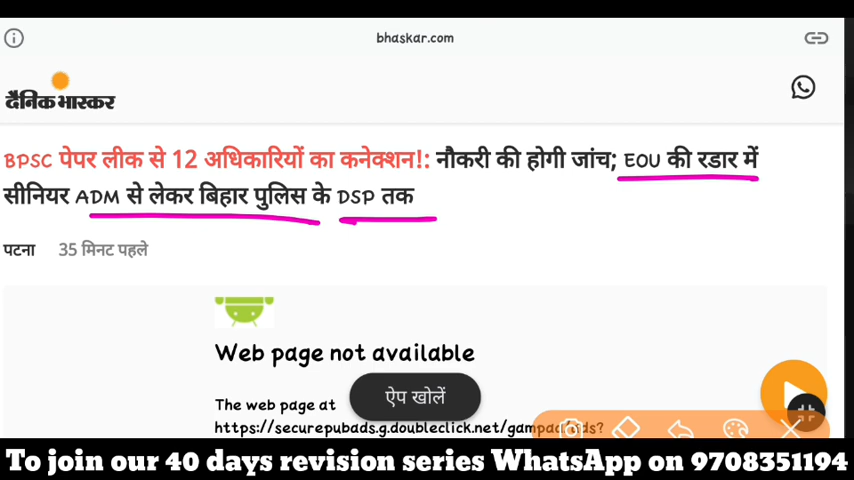 bhaskar.com
दैनिक भास्कर
BPSC पेपर लीक से 12 अधिकारियों का कनेक्शन!: नौकरी की होगी जांच; EOU की रडार में
सीनियर ADM से लेकर बिहार पुलिस के DSP तक
पटना 35 मिनट पहले
Web page not available
ऐप खोलें
The web page at
https://securepubads.g.doubleclick.net/gampad/ads?
To join our 40 days revision series WhatsApp on 9708351194